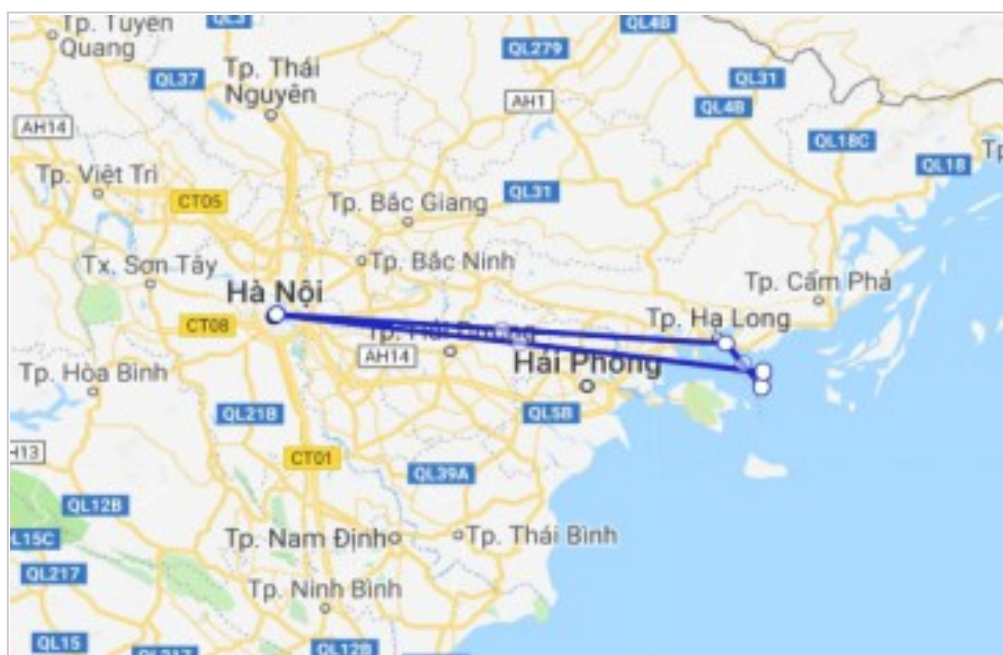 Tp. Tuyên
Quang
QL3
QL4B
QL279
QL37
Tp. Thái
Nguyên
QL31
AH1
QL4B
AH14
QL18C
QL18
Tp. Việt Trì
CT05
QL31
Tp. Bắc Giang
Tx. Sơn Tây
Tp. Bắc Ninh
Tp. Cẩm Phả
Hà Nội
CT08
Tp. Hạ Long
AH14
Hải Phòng
Tp. Hòa Bình
QL21B
QL5B
CT01
H13
QL39A
QL12B
QL15C
Tp. Nam Định
Tp. Thái Bình
QL217
Tp. Ninh Bình
QL15
QL217
QL12B